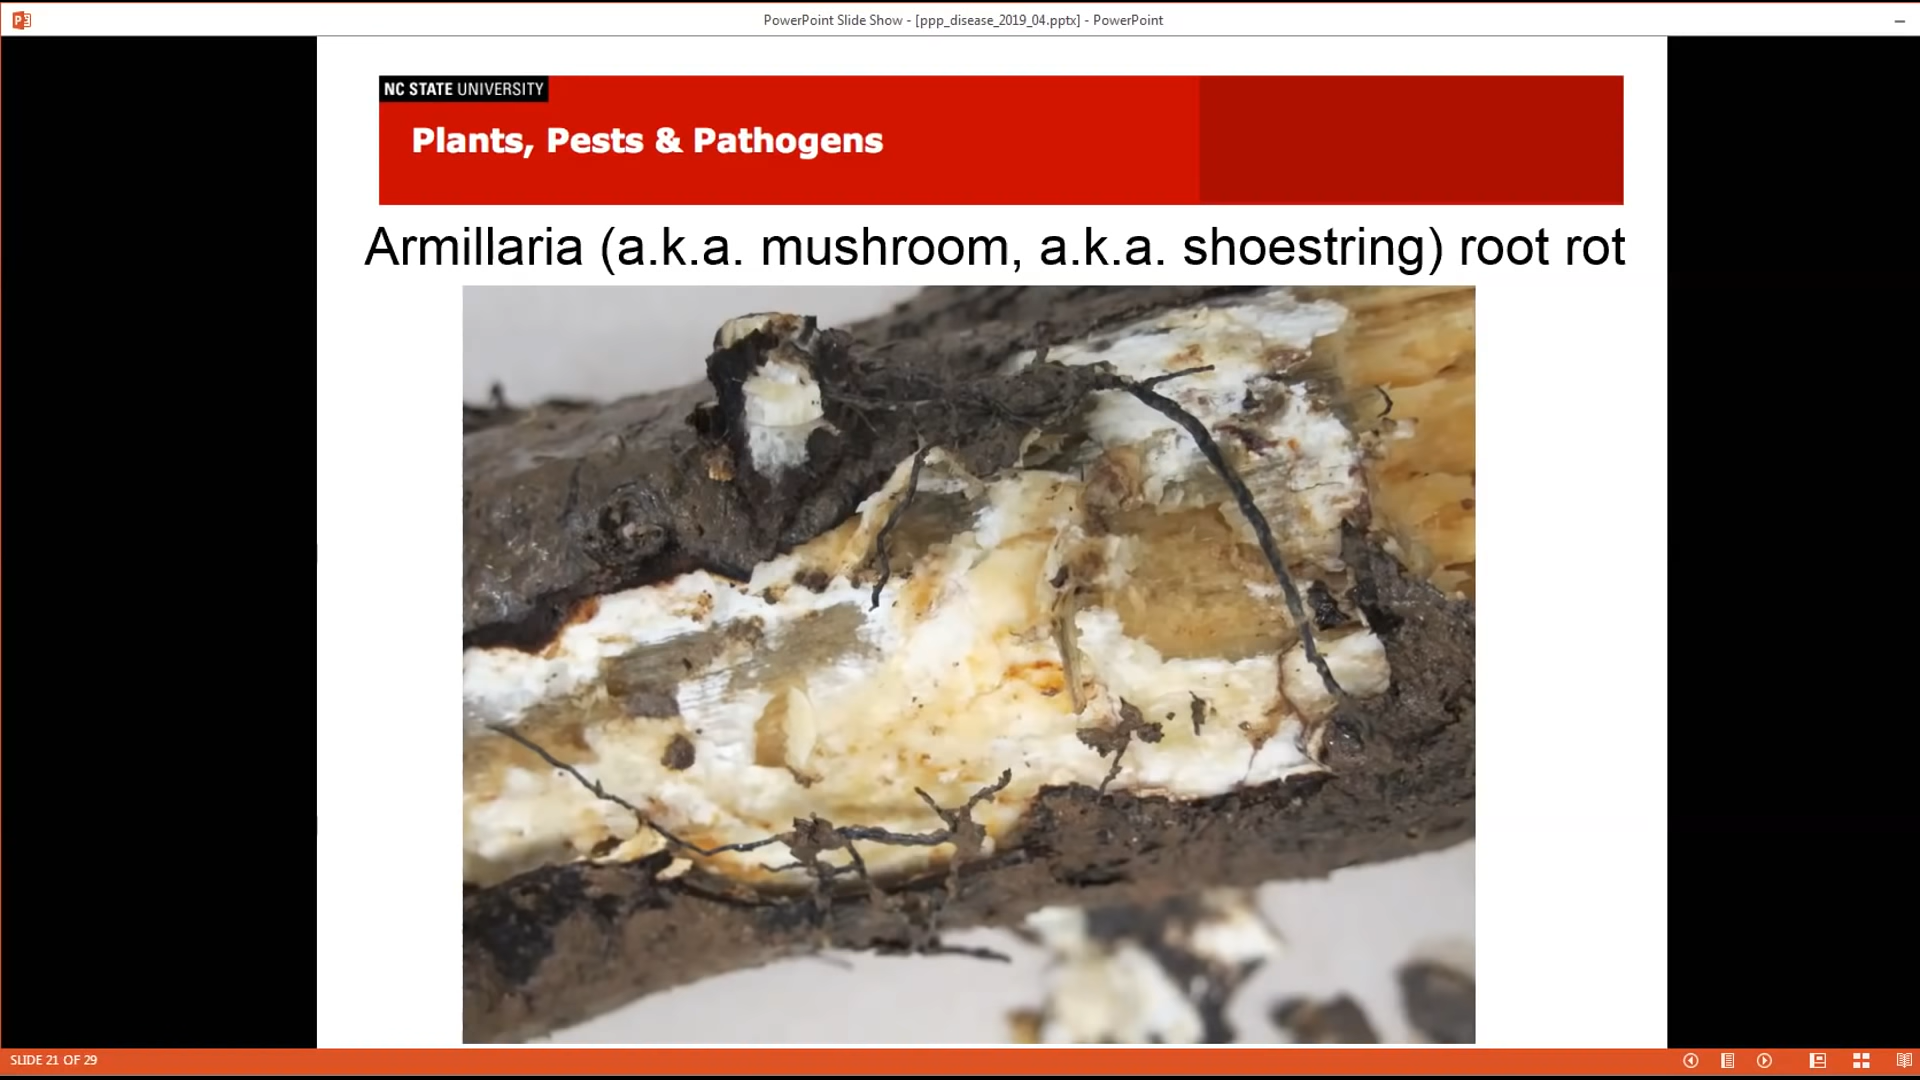 PowerPoint Slide Show - [ppp_disease_2019_04.pptx] - PowerPoint
NC STATE UNIVERSITY
Plants, Pests & Pathogens
Armillaria (a.k.a. mushroom, a.k.a. shoestring) root rot
SLIDE 21 OF 29